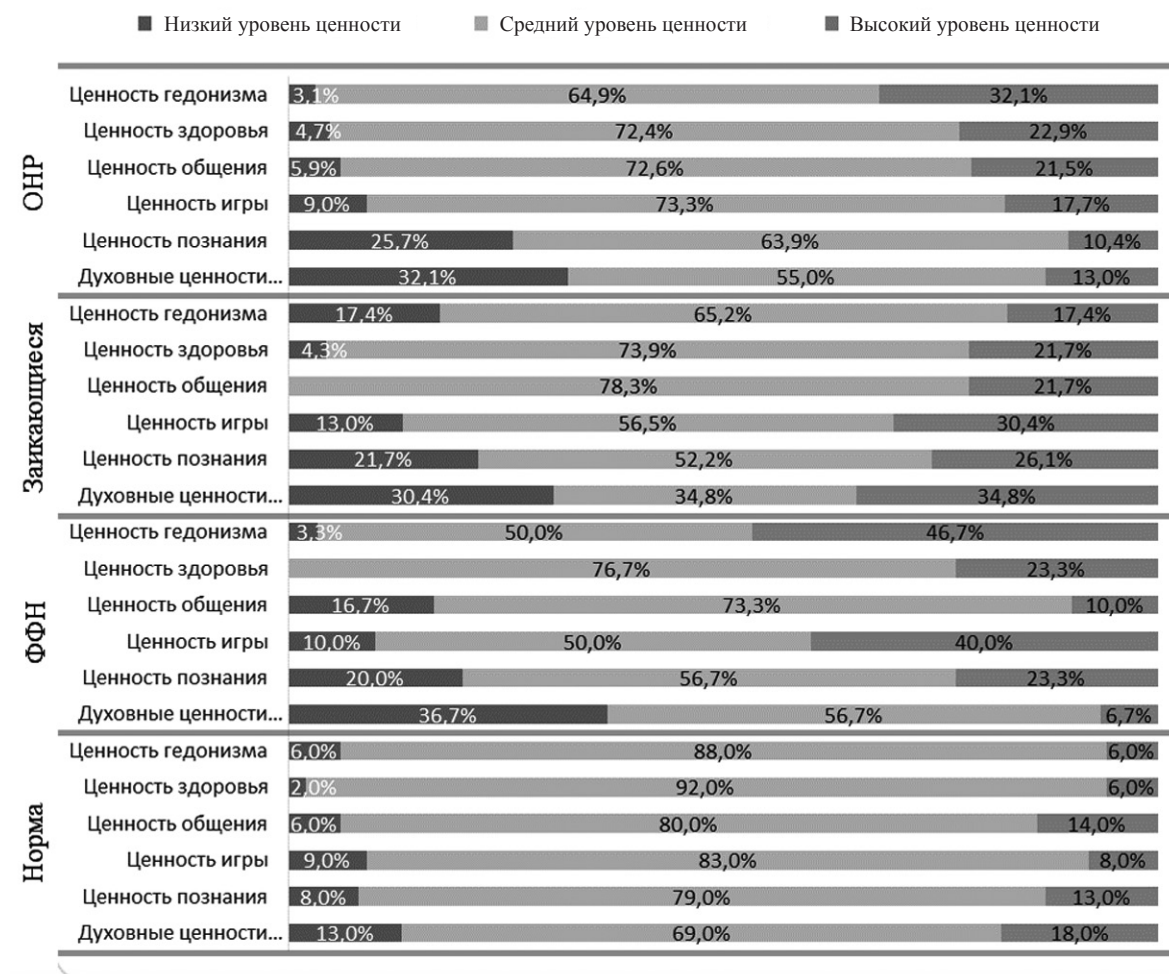 Низкий уровень ценности Средний уровень ценности Высокий уровень ценности
ОНР
Ценность гедонизма 3,1% 64,9% 32,1%
Ценность здоровья 4,7% 72,4% 22,9%
Ценность общения 5,9% 72,6% 21,5%
Ценность игры 9,0% 73,3% 17,7%
Ценность познания 25,7% 63,9% 10,4%
Духовные ценности... 32,1% 55,0% 13,0%
Заикающиеся
Ценность гедонизма 17,4% 65,2% 17,4%
Ценность здоровья 4,3% 73,9% 21,7%
Ценность общения 78,3% 21,7%
Ценность игры 13,0% 56,5% 30,4%
Ценность познания 21,7% 52,2% 26,1%
Духовные ценности... 30,4% 34,8% 34,8%
ФФН
Ценность гедонизма 3,3% 50,0% 46,7%
Ценность здоровья 76,7% 23,3%
Ценность общения 16,7% 73,3% 10,0%
Ценность игры 10,0% 50,0% 40,0%
Ценность познания 20,0% 56,7% 23,3%
Духовные ценности... 36,7% 56,7% 6,7%
Норма
Ценность гедонизма 6,0% 88,0% 6,0%
Ценность здоровья 2,0% 92,0% 6,0%
Ценность общения 6,0% 80,0% 14,0%
Ценность игры 9,0% 83,0% 8,0%
Ценность познания 8,0% 79,0% 13,0%
Духовные ценности... 13,0% 69,0% 18,0%